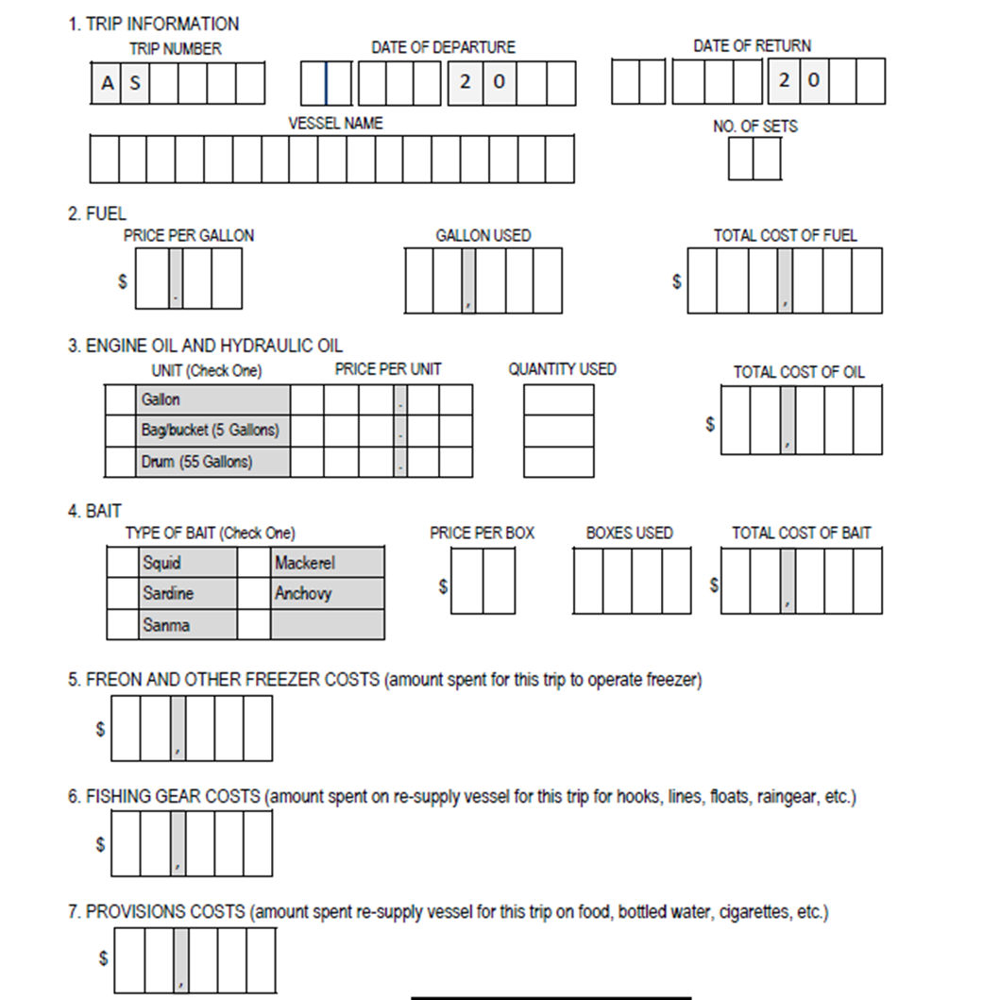 1. TRIP INFORMATION
TRIP NUMBER DATE OF DEPARTURE DATE OF RETURN
A S 2 0 2 0
VESSEL NAME NO. OF SETS
2. FUEL
PRICE PER GALLON GALLON USED TOTAL COST OF FUEL
$ . , $ ,
3. ENGINE OIL AND HYDRAULIC OIL
UNIT (Check One) PRICE PER UNIT QUANTITY USED TOTAL COST OF OIL
Gallon .
Bag/bucket (5 Gallons) . $ ,
Drum (55 Gallons) .
4. BAIT
TYPE OF BAIT (Check One) PRICE PER BOX BOXES USED TOTAL COST OF BAIT
Squid Mackerel
Sardine Anchovy $ $ ,
Sanma
5. FREON AND OTHER FREEZER COSTS (amount spent for this trip to operate freezer)
$ ,
6. FISHING GEAR COSTS (amount spent on re-supply vessel for this trip for hooks, lines, floats, raingear, etc.)
$ ,
7. PROVISIONS COSTS (amount spent re-supply vessel for this trip on food, bottled water, cigarettes, etc.)
$ ,